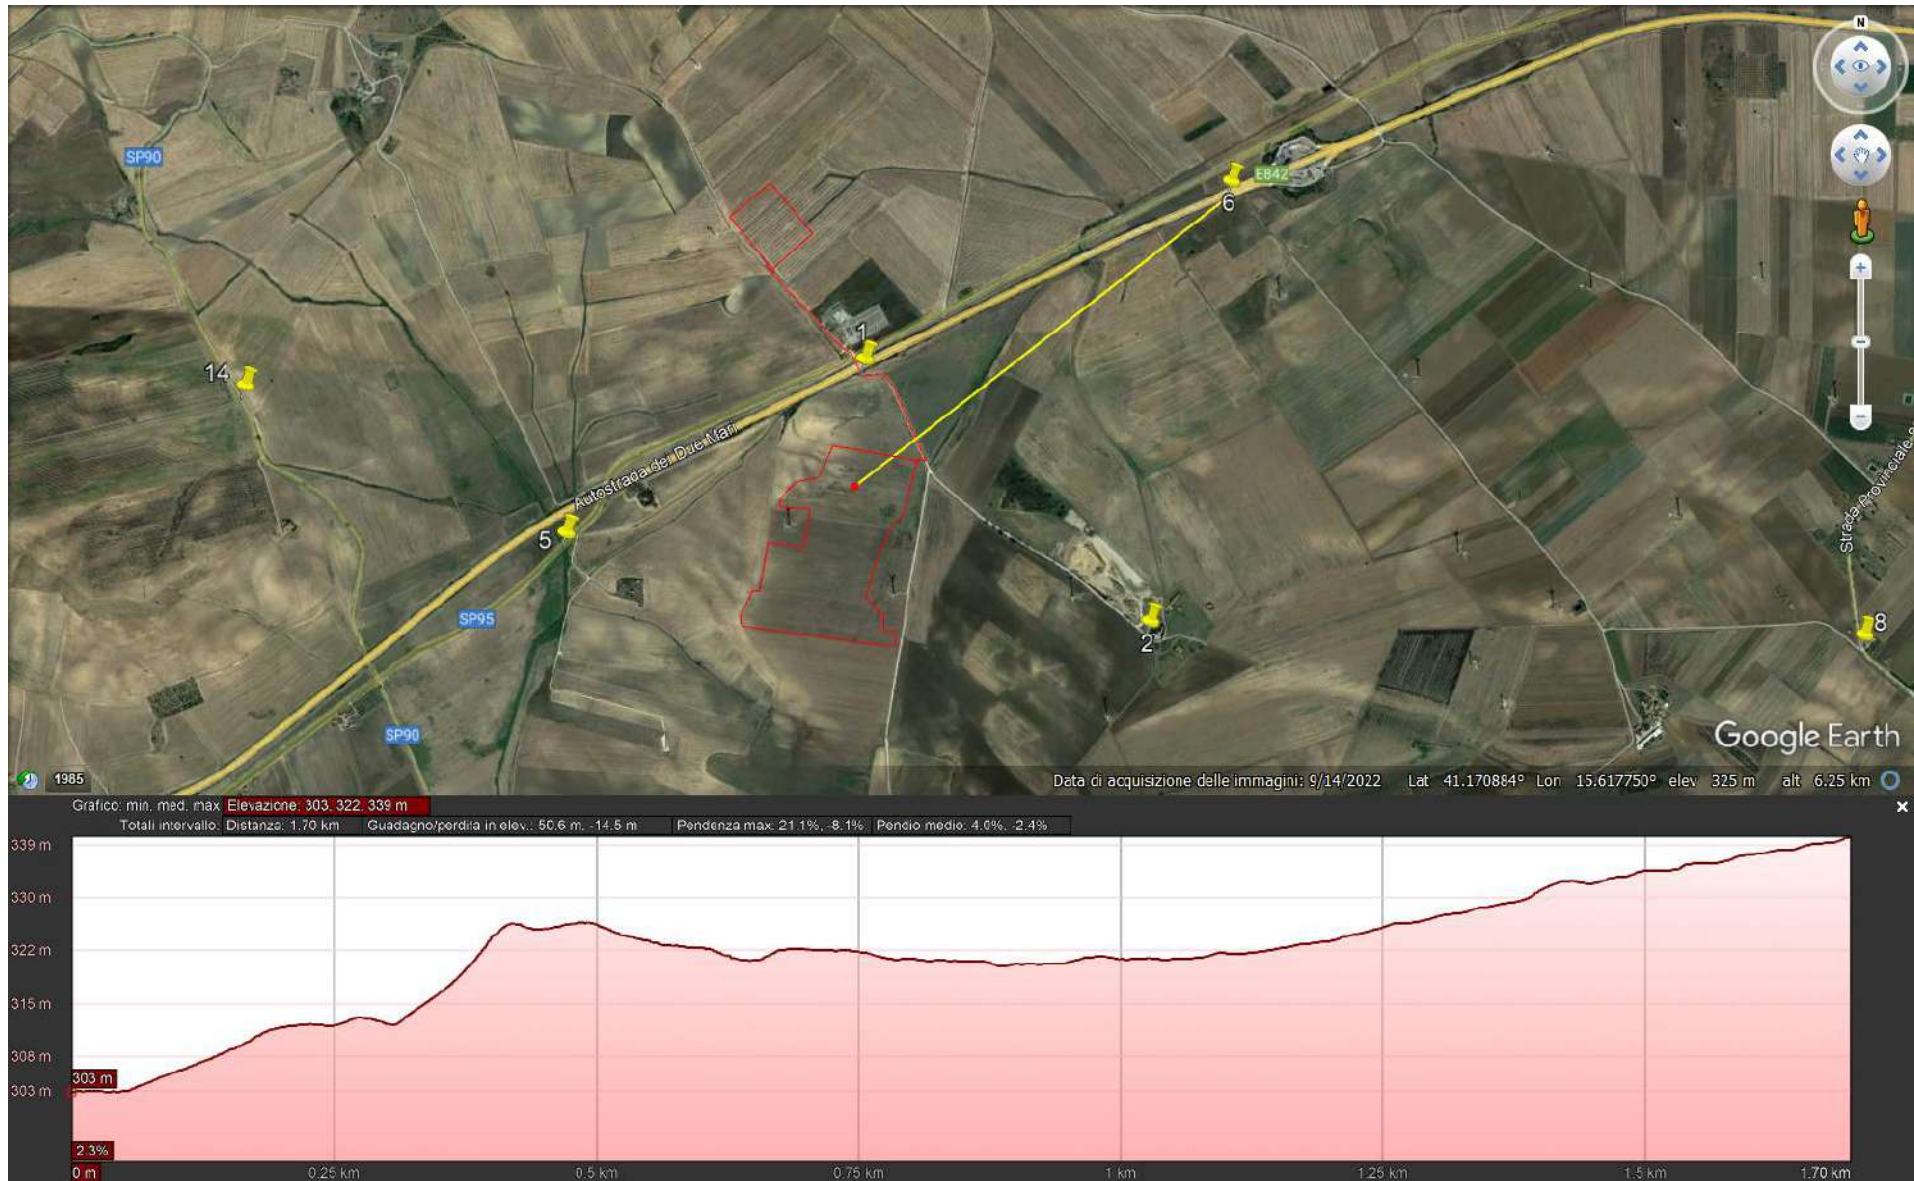 N
SP90
E842
6
1
14
Autostrada dei Due Mari
5
Strada Provinciale
SP95
2
8
SP90
Google Earth
1985
Data di acquisizione delle immagini: 9/14/2022 Lat 41.170884° Lon 15.617750° elev 325 m alt 6.25 km
Grafico: min, med, max Elevazione: 303, 322, 339 m
Totali intervallo: Distanza: 1.70 km Guadagno/perdita in elev.: 50.6 m, -14.5 m Pendenza max: 21.1%, -8.1% Pendio medio: 4.0%, -2.4%
339 m
330 m
322 m
315 m
308 m
303 m
303 m
2.3%
0 m 0.25 km 0.5 km 0.75 km 1 km 1.25 km 1.5 km 1.70 km